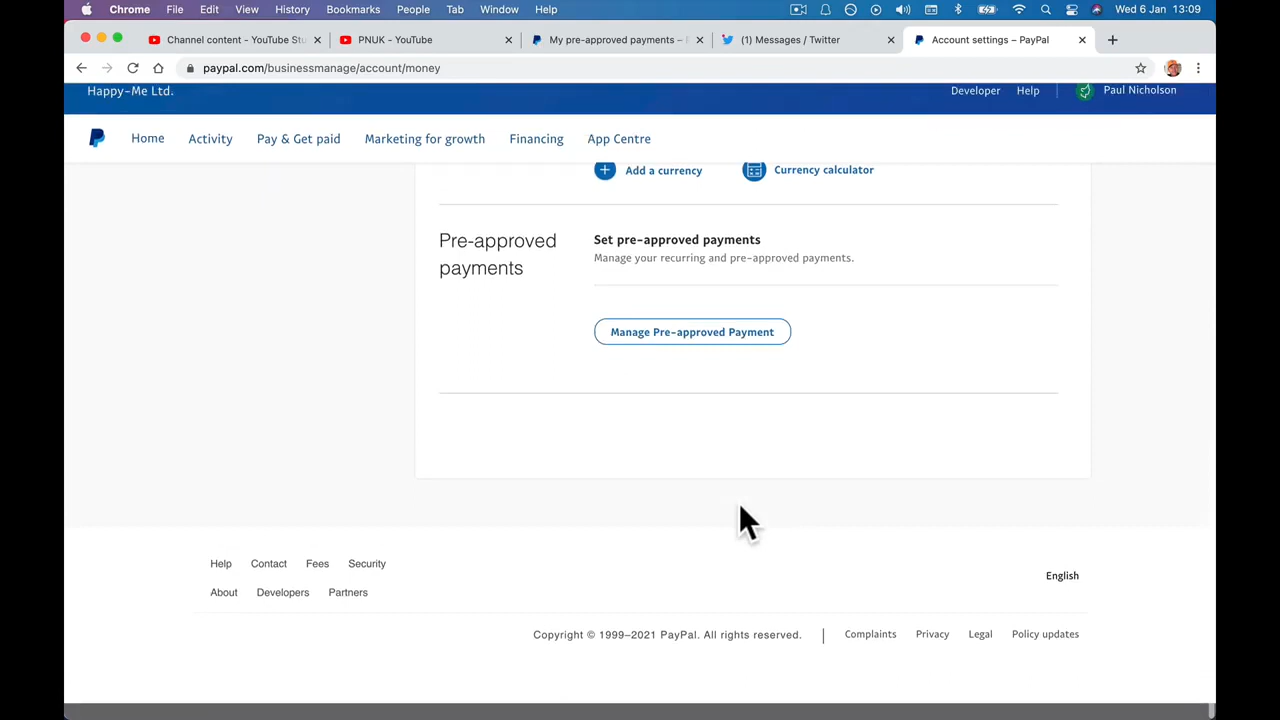 Chrome File Edit View History Bookmarks People Tab Window Help Wed 6 Jan 13:09
Channel content - YouTube Stu PNUK - YouTube My pre-approved payments – (1) Messages / Twitter Account settings – PayPal
paypal.com/businessmanage/account/money
Happy-Me Ltd. Developer Help Paul Nicholson
Home Activity Pay & Get paid Marketing for growth Financing App Centre
Add a currency Currency calculator
Pre-approved
payments
Set pre-approved payments
Manage your recurring and pre-approved payments.
Manage Pre-approved Payment
Help Contact Fees Security
English
About Developers Partners
Copyright © 1999–2021 PayPal. All rights reserved. Complaints Privacy Legal Policy updates